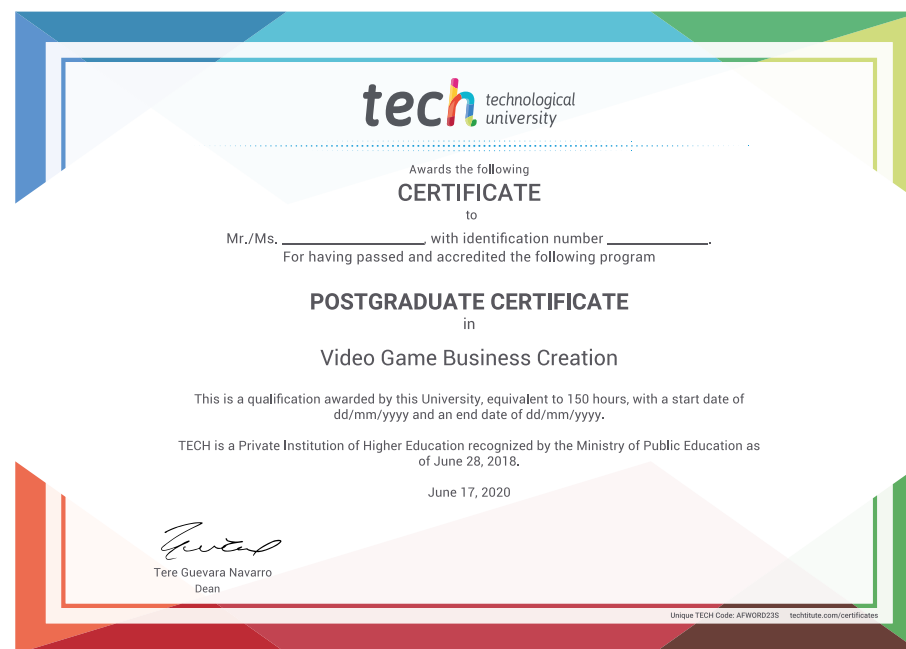 tech technological
university
Awards the following
CERTIFICATE
to
Mr./Ms. ____________________, with identification number ______________.
For having passed and accredited the following program
POSTGRADUATE CERTIFICATE
in
Video Game Business Creation
This is a qualification awarded by this University, equivalent to 150 hours, with a start date of
dd/mm/yyyy and an end date of dd/mm/yyyy.
TECH is a Private Institution of Higher Education recognized by the Ministry of Public Education as
of June 28, 2018.
June 17, 2020
Tere Guevara Navarro
Dean
Unique TECH Code: AFWORD23S techtitute.com/certificates